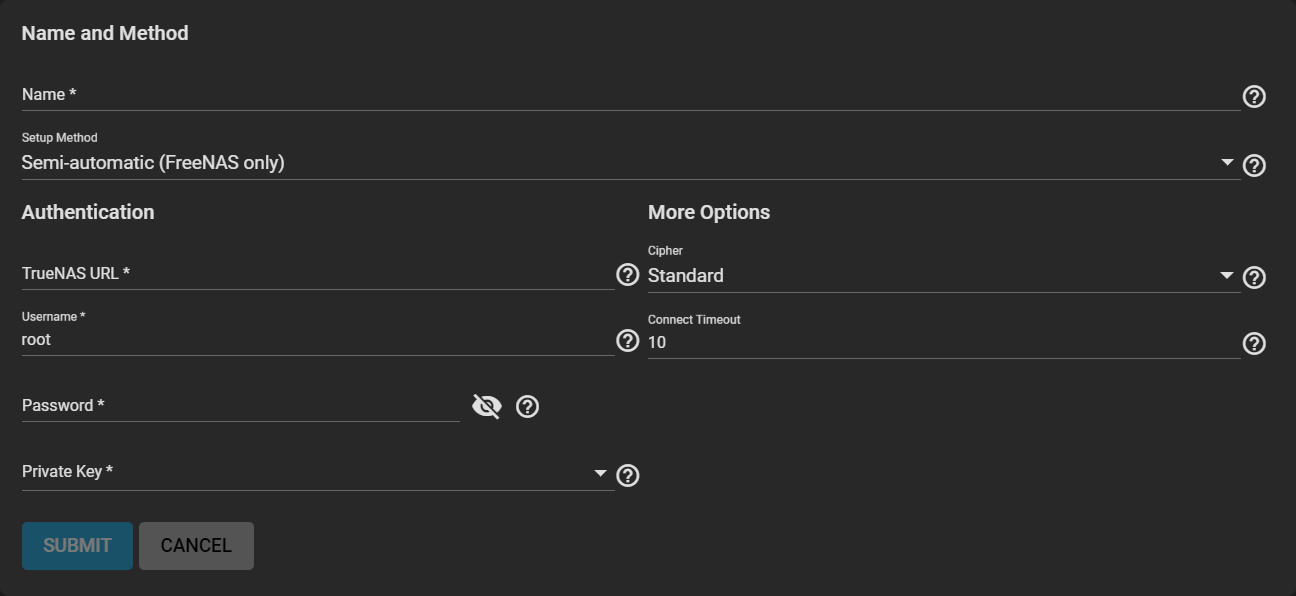 Name and Method
Name *
Setup Method
Semi-automatic (FreeNAS only)
Authentication
More Options
TrueNAS URL *
Cipher
Standard
Username *
root
Connect Timeout
10
Password *
Private Key *
SUBMIT
CANCEL